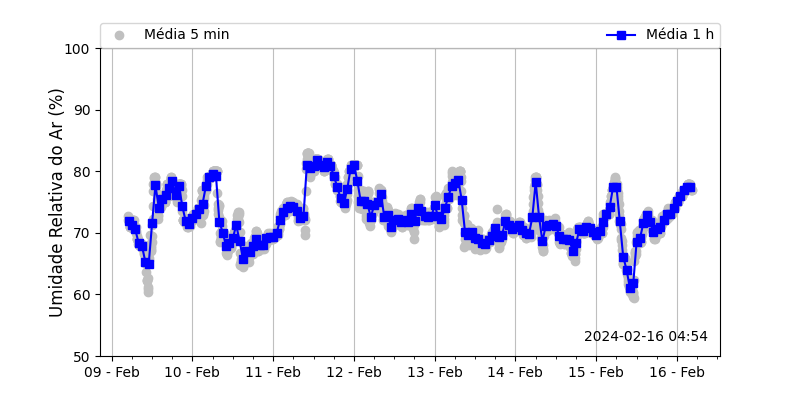 Média 5 min
Média 1 h
Umidade Relativa do Ar (%)
100
90
80
70
60
50
2024-02-16 04:54
09 - Feb
10 - Feb
11 - Feb
12 - Feb
13 - Feb
14 - Feb
15 - Feb
16 - Feb